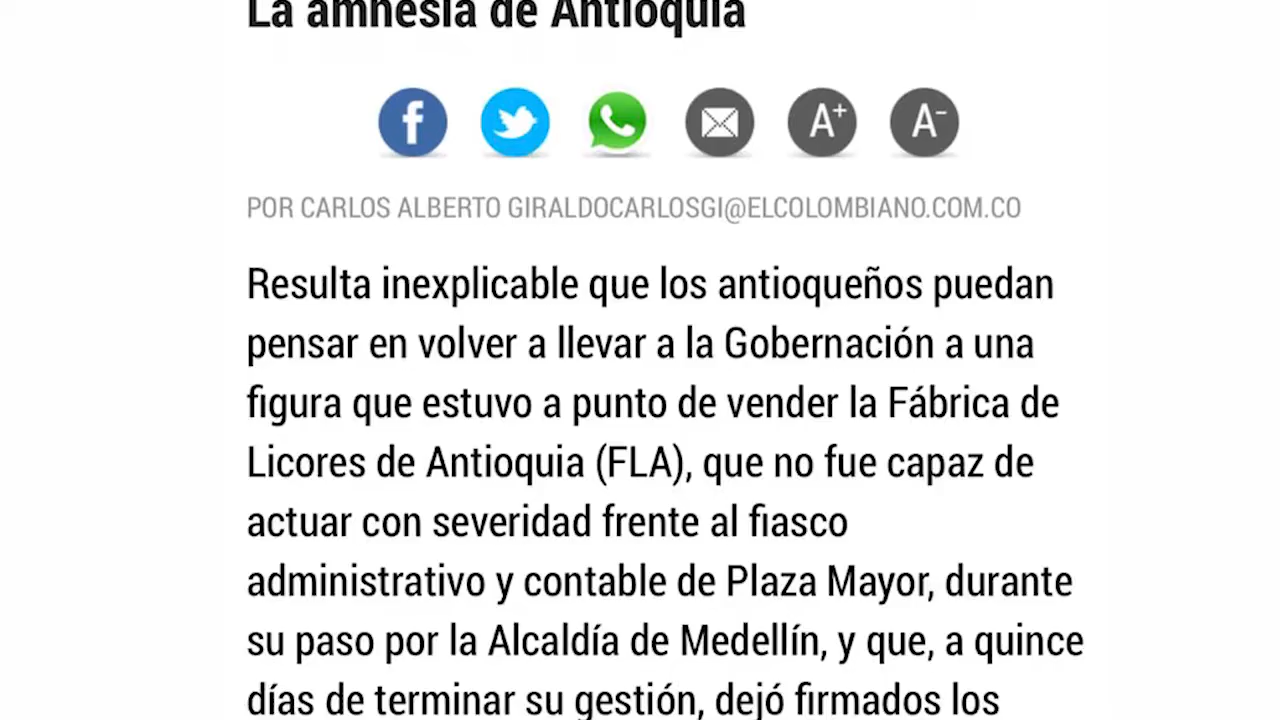 La amnesia de Antioquia
f
A+
A-
POR CARLOS ALBERTO GIRALDOCARLOSGI@ELCOLOMBIANO.COM.CO
Resulta inexplicable que los antioqueños puedan
pensar en volver a llevar a la Gobernación a una
figura que estuvo a punto de vender la Fábrica de
Licores de Antioquia (FLA), que no fue capaz de
actuar con severidad frente al fiasco
administrativo y contable de Plaza Mayor, durante
su paso por la Alcaldía de Medellín, y que, a quince
días de terminar su gestión, dejó firmados los